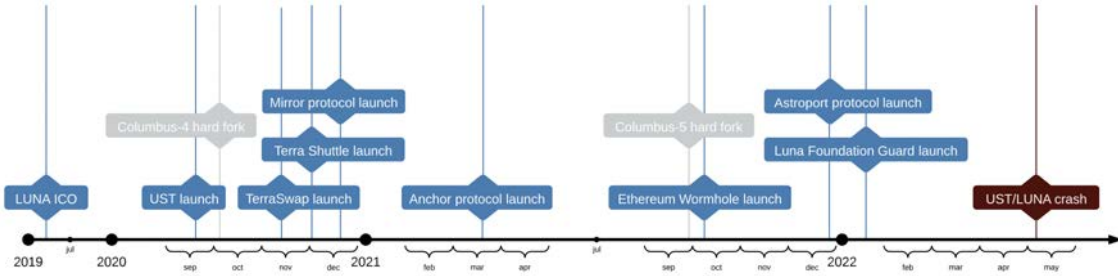 Mirror protocol launch
Astroport protocol launch
Columbus-4 hard fork
Columbus-5 hard fork
Terra Shuttle launch
Luna Foundation Guard launch
LUNA ICO
UST launch
TerraSwap launch
Anchor protocol launch
Ethereum Wormhole launch
UST/LUNA crash
2019
jul
2020
sep
oct
nov
dec
2021
feb
mar
apr
jul
sep
oct
nov
dec
2022
feb
mar
apr
may